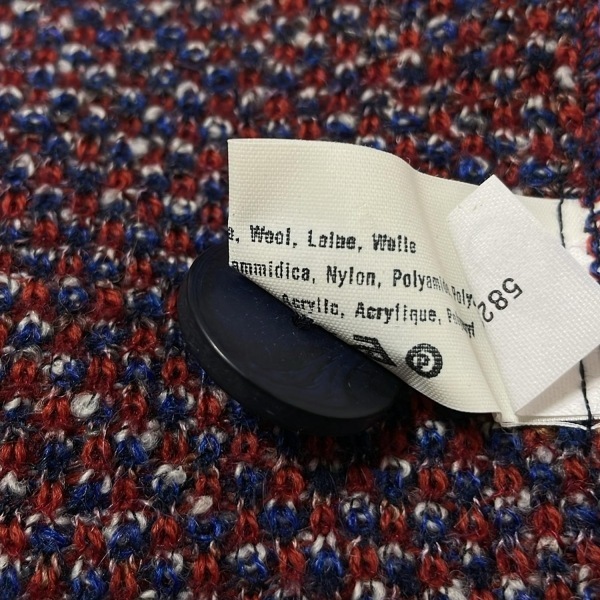 Wool, Laine, Wolle
ammidica, Nylon, Polyamide
Acrylic, Acrylique,
582
P